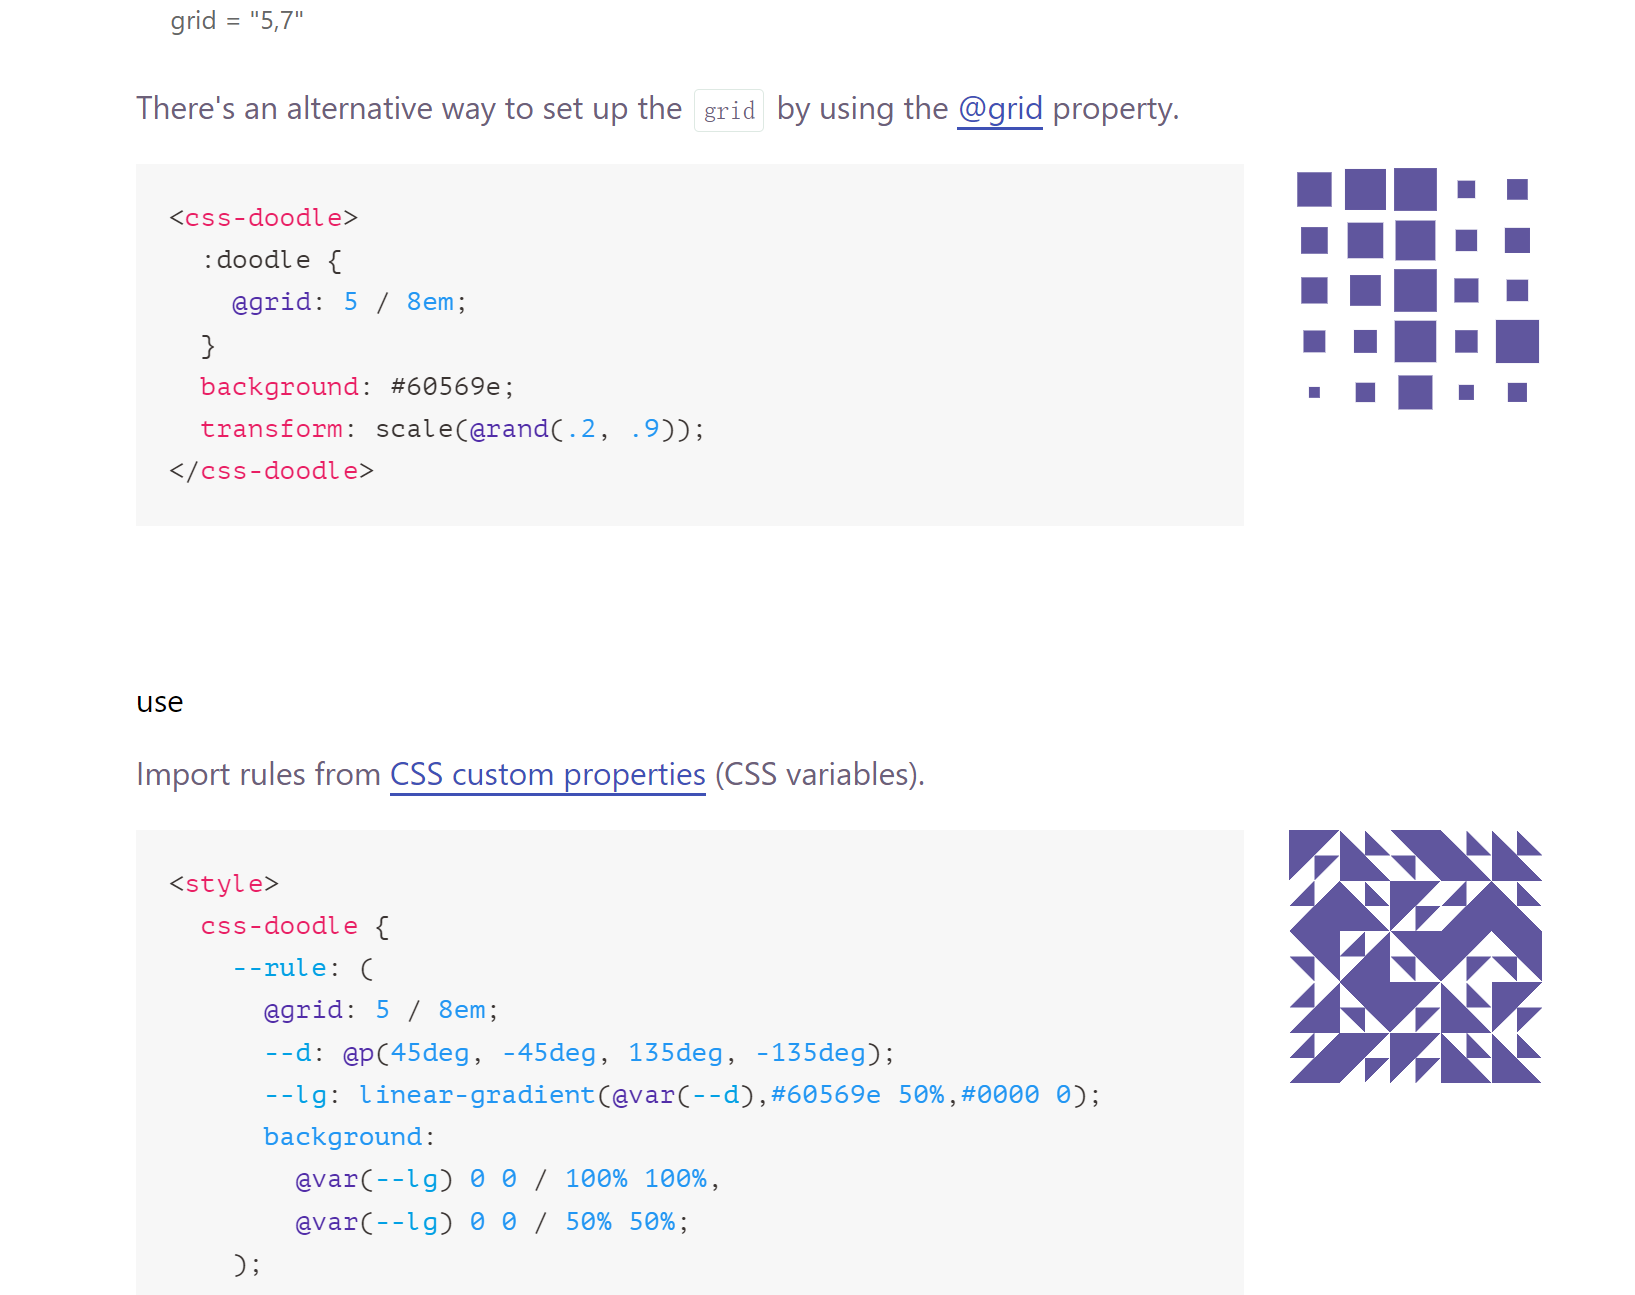 grid = "5,7"
There's an alternative way to set up the grid by using the @grid property.
<css-doodle>
:doodle {
@grid: 5 / 8em;
}
background: #60569e;
transform: scale(@rand(.2, .9));
</css-doodle>
use
Import rules from CSS custom properties (CSS variables).
<style>
css-doodle {
--rule: (
@grid: 5 / 8em;
--d: @p(45deg, -45deg, 135deg, -135deg);
--lg: linear-gradient(@var(--d),#60569e 50%,#0000 0);
background:
@var(--lg) 0 0 / 100% 100%,
@var(--lg) 0 0 / 50% 50%;
);